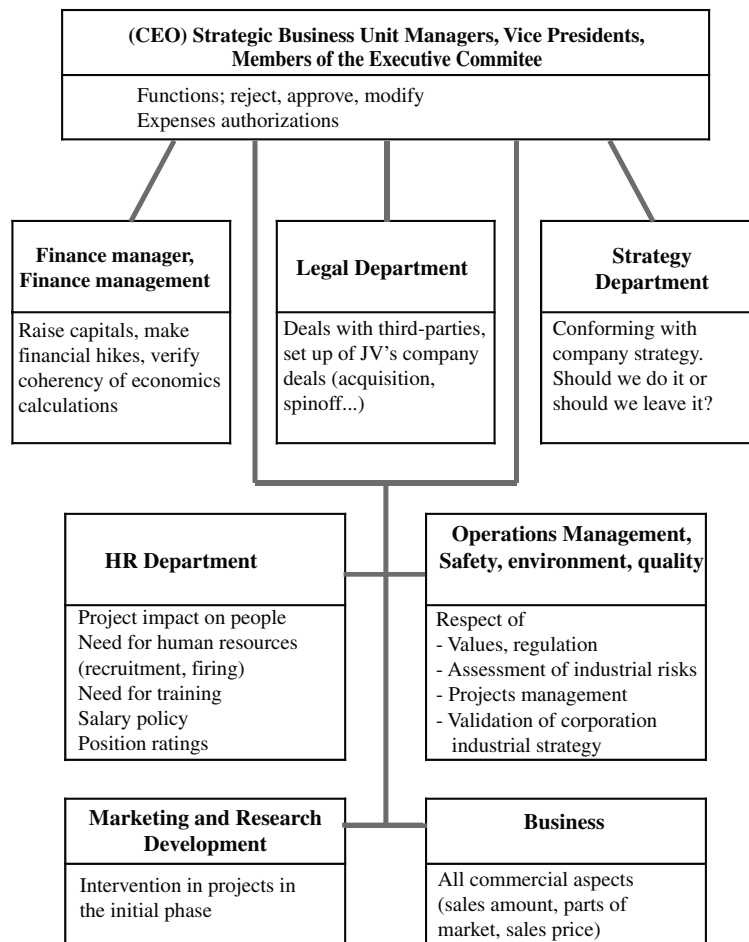 (CEO) Strategic Business Unit Managers, Vice Presidents,
Members of the Executive Commitee
Functions; reject, approve, modify
Expenses authorizations
Finance manager,
Finance management
Raise capitals, make
financial hikes, verify
coherency of economics
calculations
Legal Department
Deals with third-parties,
set up of JV's company
deals (acquisition,
spinoff...)
Strategy
Department
Conforming with
company strategy.
Should we do it or
should we leave it?
HR Department
Project impact on people
Need for human resources
(recruitment, firing)
Need for training
Salary policy
Position ratings
Operations Management,
Safety, environment, quality
Respect of
- Values, regulation
- Assessment of industrial risks
- Projects management
- Validation of corporation
industrial strategy
Marketing and Research
Development
Intervention in projects in
the initial phase
Business
All commercial aspects
(sales amount, parts of
market, sales price)